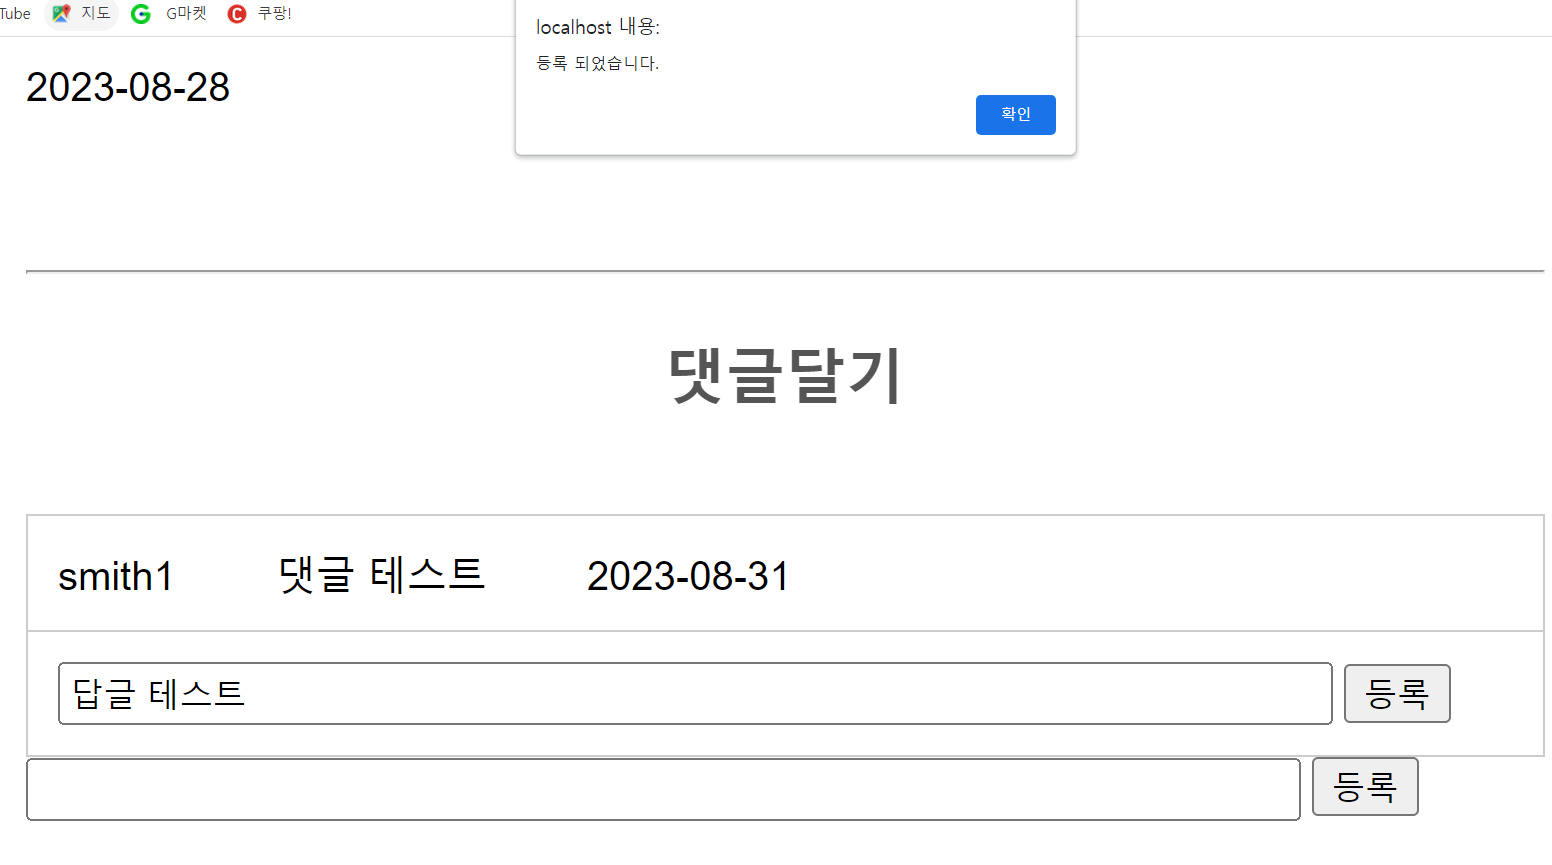 Tube 지도 G마켓 쿠팡!
localhost 내용:
등록 되었습니다.
확인
2023-08-28
댓글달기
smith1 댓글 테스트 2023-08-31
답글 테스트 등록
등록